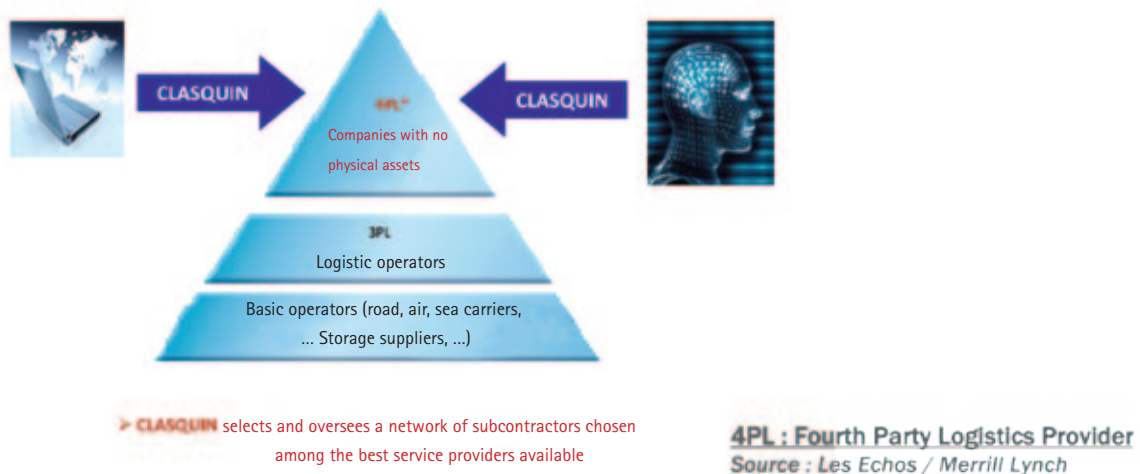 CLASQUIN
CLASQUIN
4PL*
Companies with no
physical assets
3PL
Logistic operators
Basic operators (road, air, sea carriers,
... Storage suppliers, ...)
➢ CLASQUIN selects and oversees a network of subcontractors chosen
among the best service providers available
4PL : Fourth Party Logistics Provider
Source : Les Echos / Merrill Lynch